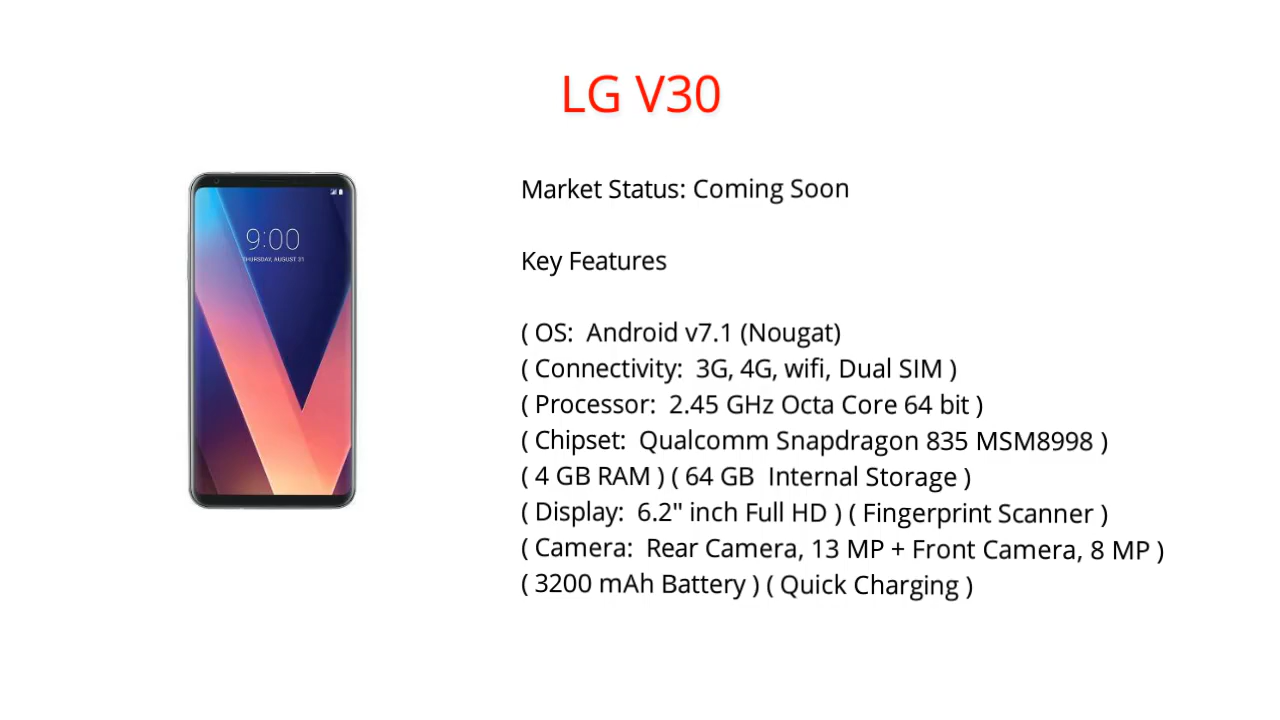 LG V30
9:00
THURSDAY, AUGUST 31
Market Status: Coming Soon
Key Features
( OS:  Android v7.1 (Nougat)
( Connectivity:  3G, 4G, wifi, Dual SIM )
( Processor:  2.45 GHz Octa Core 64 bit )
( Chipset:  Qualcomm Snapdragon 835 MSM8998 )
( 4 GB RAM ) ( 64 GB  Internal Storage )
( Display:  6.2" inch Full HD ) ( Fingerprint Scanner )
( Camera:  Rear Camera, 13 MP + Front Camera, 8 MP )
( 3200 mAh Battery ) ( Quick Charging )